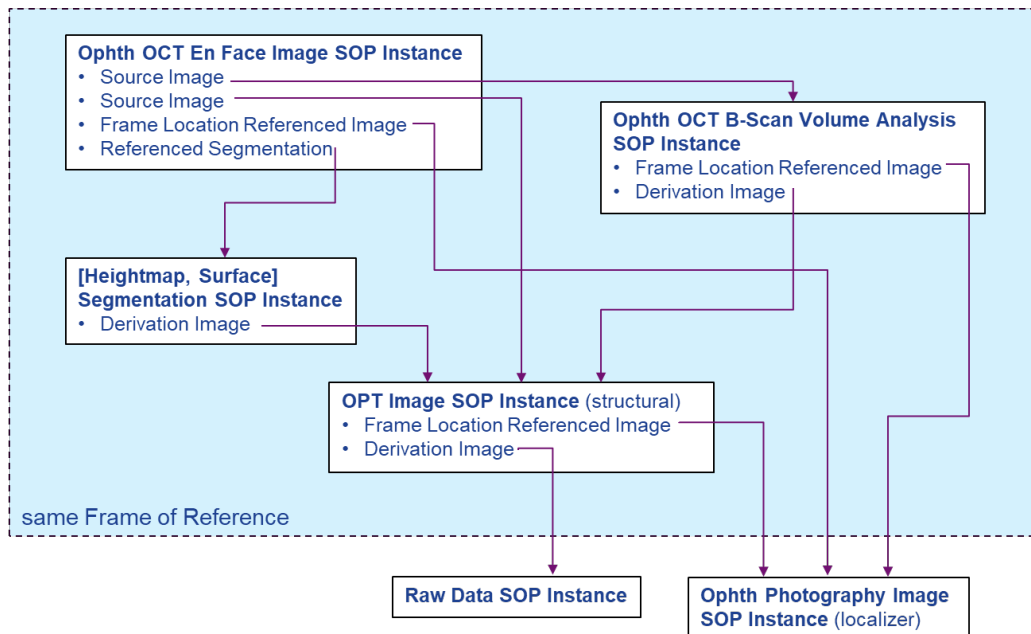 Ophth OCT En Face Image SOP Instance
• Source Image
• Source Image
• Frame Location Referenced Image
• Referenced Segmentation
Ophth OCT B-Scan Volume Analysis
SOP Instance
• Frame Location Referenced Image
• Derivation Image
[Heightmap, Surface]
Segmentation SOP Instance
• Derivation Image
OPT Image SOP Instance (structural)
• Frame Location Referenced Image
• Derivation Image
same Frame of Reference
Raw Data SOP Instance
Ophth Photography Image
SOP Instance (localizer)